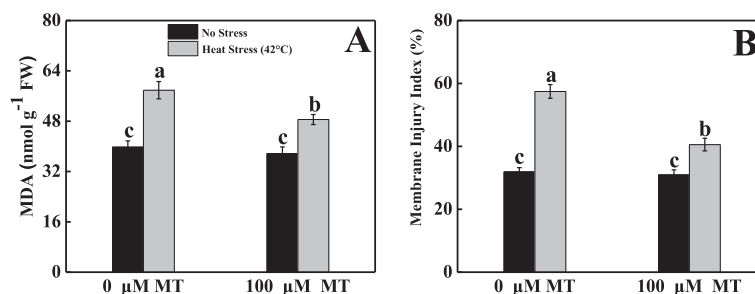 A
No Stress
Heat Stress (42°C)
MDA (nmol g-1 FW)
80
64
48
32
16
0
c
a
c
b
0 µM MT
100 µM MT
B
Membrane Injury Index (%)
80
60
40
20
0
c
a
c
b
0 µM MT
100 µM MT